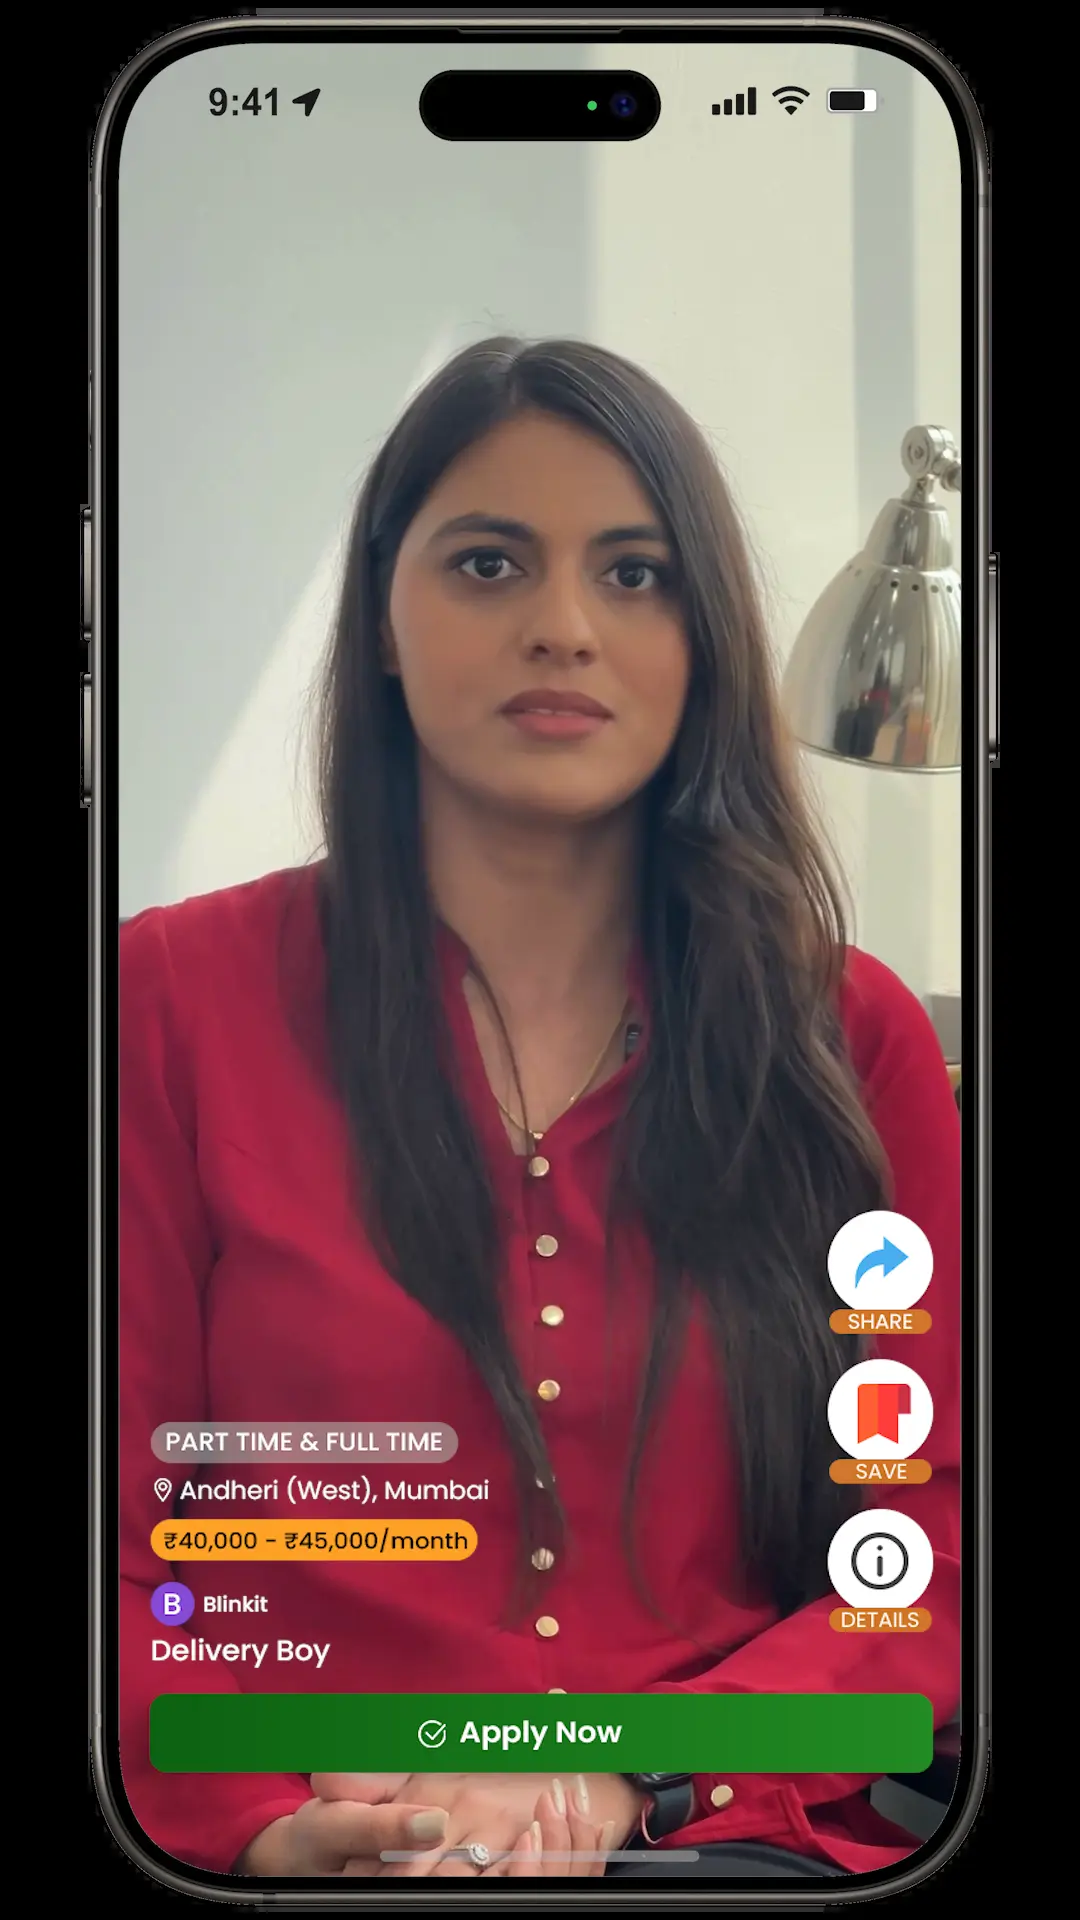 9:41
SHARE
SAVE
PART TIME & FULL TIME
Andheri (West), Mumbai
₹40,000 - ₹45,000/month
B Blinkit
DETAILS
Delivery Boy
Apply Now